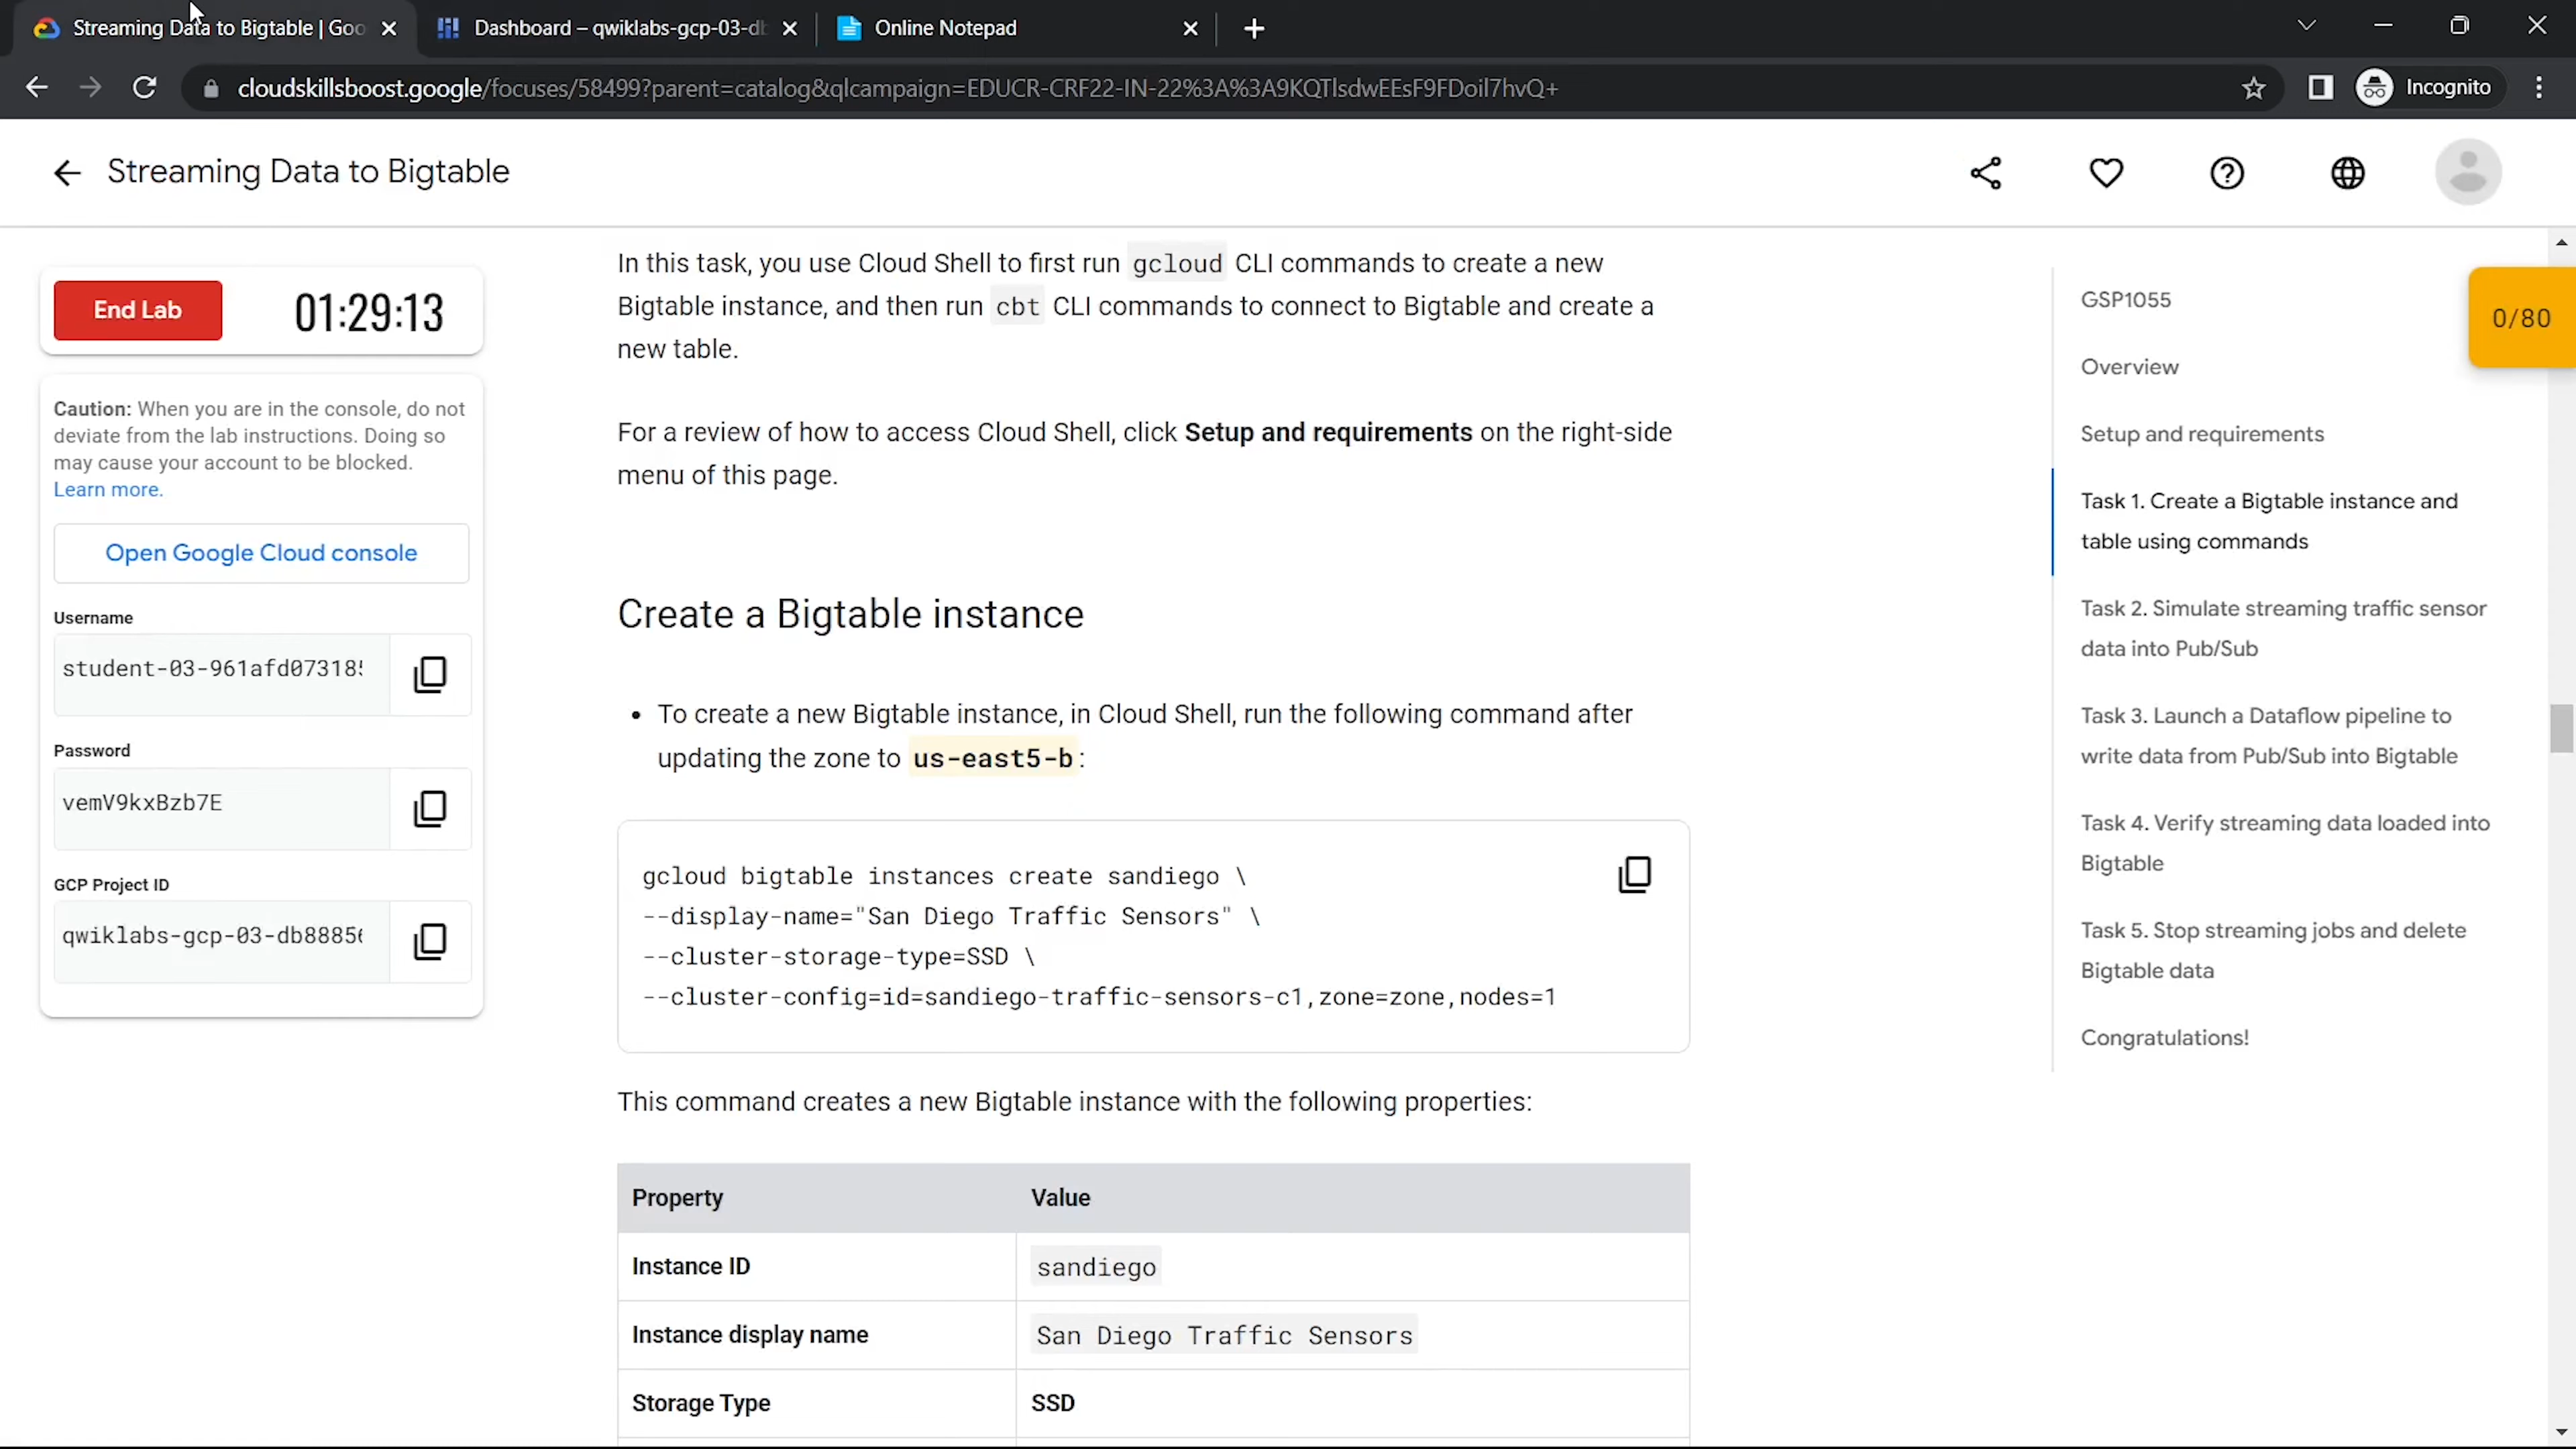 Streaming Data to Bigtable | Goo
Dashboard – qwiklabs-gcp-03-db
Online Notepad
cloudskillsboost.google/focuses/58499?parent=catalog&qlcampaign=EDUCR-CRF22-IN-22%3A%3A9KQTlsdwEEsF9FDoil7hvQ+
Incognito
Streaming Data to Bigtable
End Lab
01:29:13
Caution: When you are in the console, do not
deviate from the lab instructions. Doing so
may cause your account to be blocked.
Learn more.
Open Google Cloud console
Username
student-03-961afd073185
Password
vemV9kxBzb7E
GCP Project ID
qwiklabs-gcp-03-db88856
In this task, you use Cloud Shell to first run gcloud CLI commands to create a new
Bigtable instance, and then run cbt CLI commands to connect to Bigtable and create a
new table.
For a review of how to access Cloud Shell, click Setup and requirements on the right-side
menu of this page.
Create a Bigtable instance
• To create a new Bigtable instance, in Cloud Shell, run the following command after
updating the zone to us-east5-b:
gcloud bigtable instances create sandiego \
--display-name="San Diego Traffic Sensors" \
--cluster-storage-type=SSD \
--cluster-config=id=sandiego-traffic-sensors-c1,zone=zone,nodes=1
This command creates a new Bigtable instance with the following properties:
Property Value
Instance ID sandiego
Instance display name San Diego Traffic Sensors
Storage Type SSD
GSP1055
Overview
Setup and requirements
Task 1. Create a Bigtable instance and
table using commands
Task 2. Simulate streaming traffic sensor
data into Pub/Sub
Task 3. Launch a Dataflow pipeline to
write data from Pub/Sub into Bigtable
Task 4. Verify streaming data loaded into
Bigtable
Task 5. Stop streaming jobs and delete
Bigtable data
Congratulations!
0/80